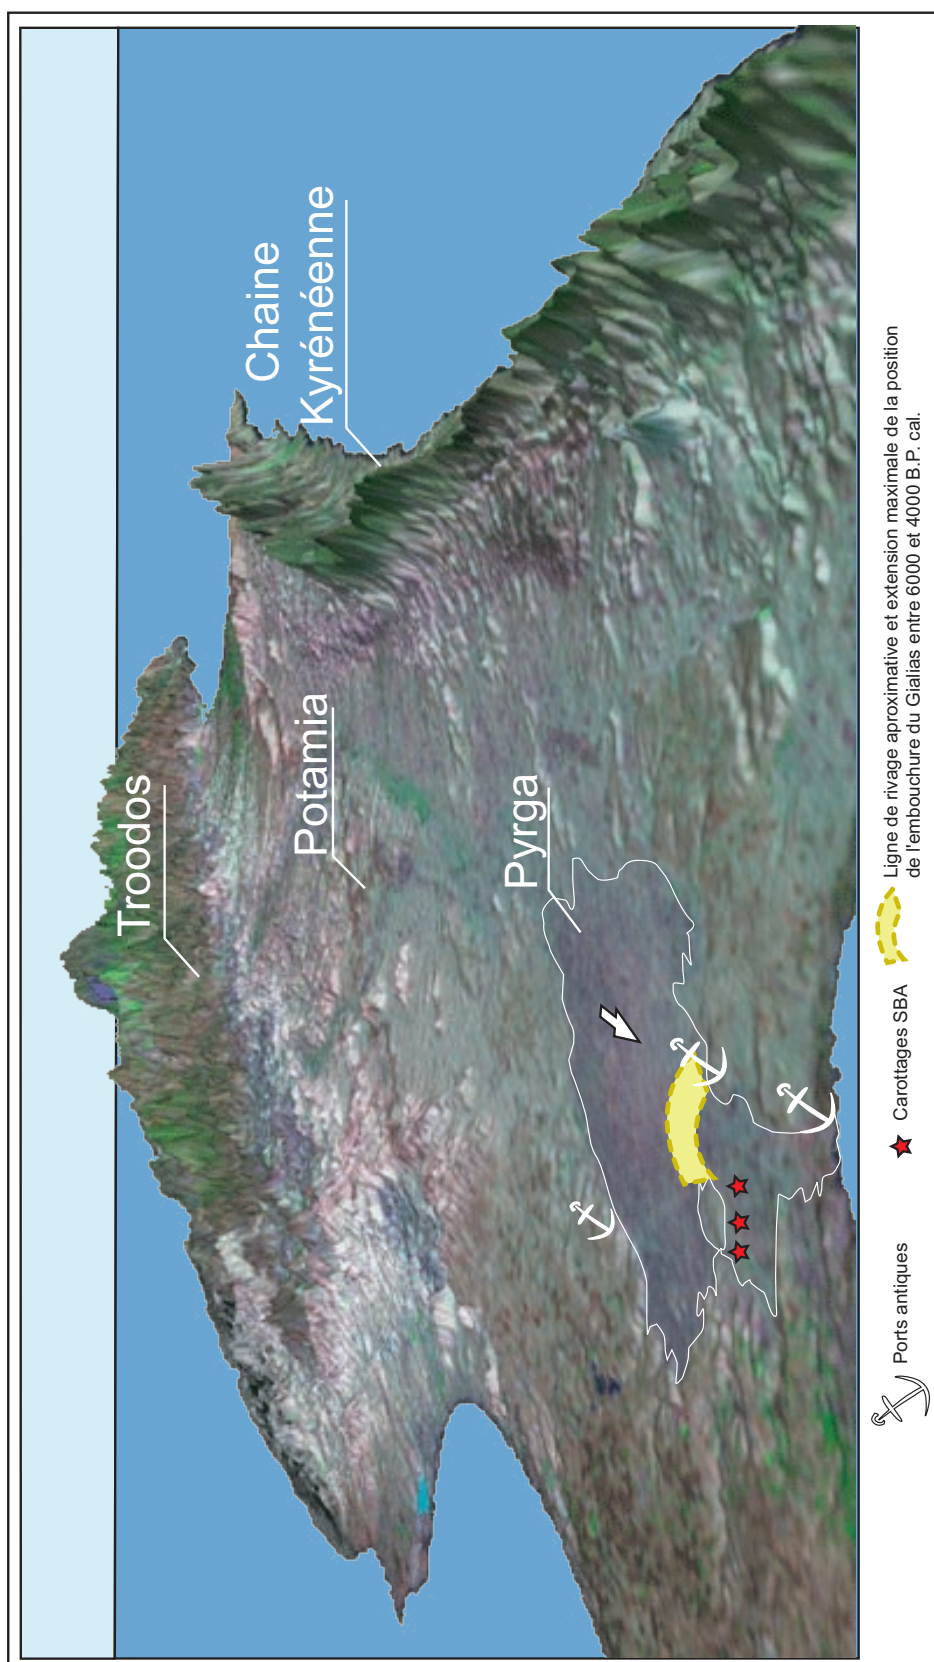 Troodos
Potamia
Pyrga
Chaine
Kyrénéenne
Ports antiques
Carottages SBA
Ligne de rivage aproximative et extension maximale de la position
de l'embouchure du Gialias entre 6000 et 4000 B.P. cal.